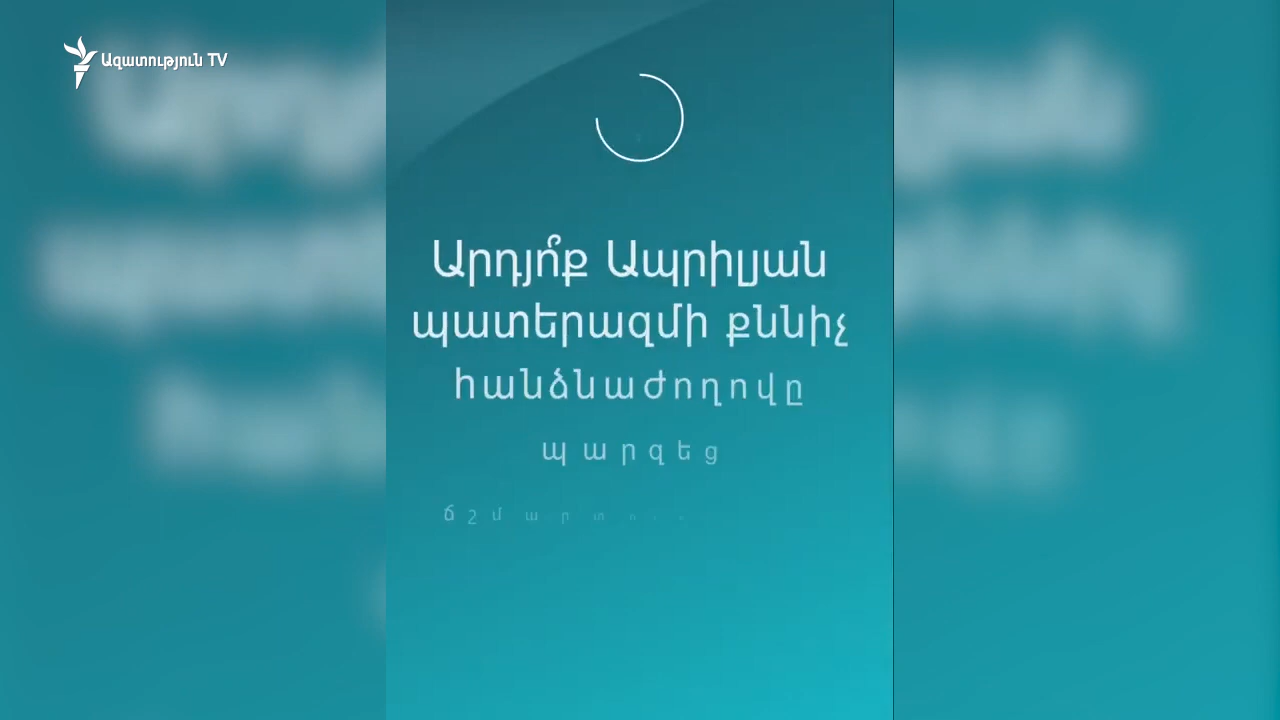 Ազատություն TV
Արդյո՞ք Ապրիլյան
պատերազմի քննիչ
հանձնաժողովը
պարզեց